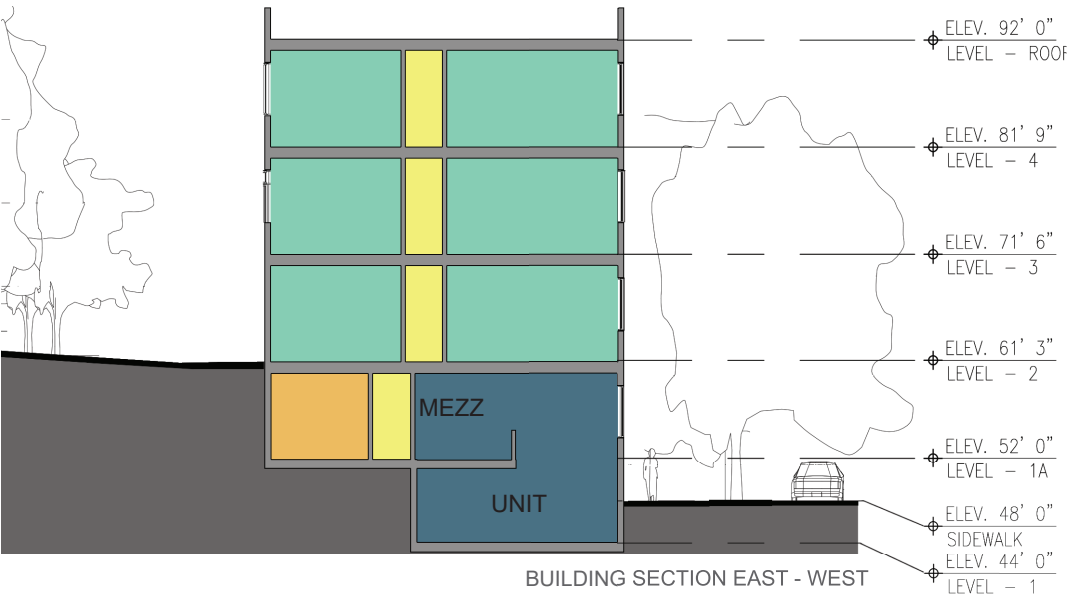 ELEV. 92' 0"
LEVEL - ROOF
ELEV. 81' 9"
LEVEL - 4
ELEV. 71' 6"
LEVEL - 3
ELEV. 61' 3"
LEVEL - 2
MEZZ
ELEV. 52' 0"
LEVEL - 1A
UNIT
ELEV. 48' 0"
SIDEWALK
ELEV. 44' 0"
LEVEL - 1
BUILDING SECTION EAST - WEST